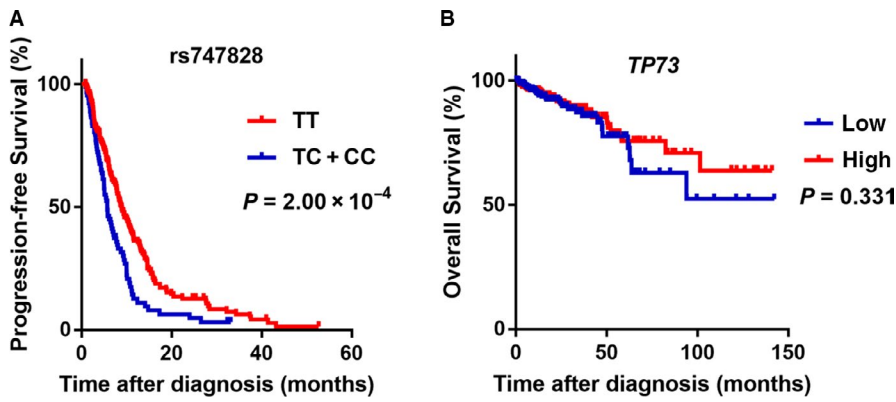 A
rs747828
Progression-free Survival (%)
100
50
0
TT
TC + CC
P = 2.00 × 10⁻⁴
0 20 40 60
Time after diagnosis (months)
B
TP73
Overall Survival (%)
100
50
0
Low
High
P = 0.331
0 50 100 150
Time after diagnosis (months)